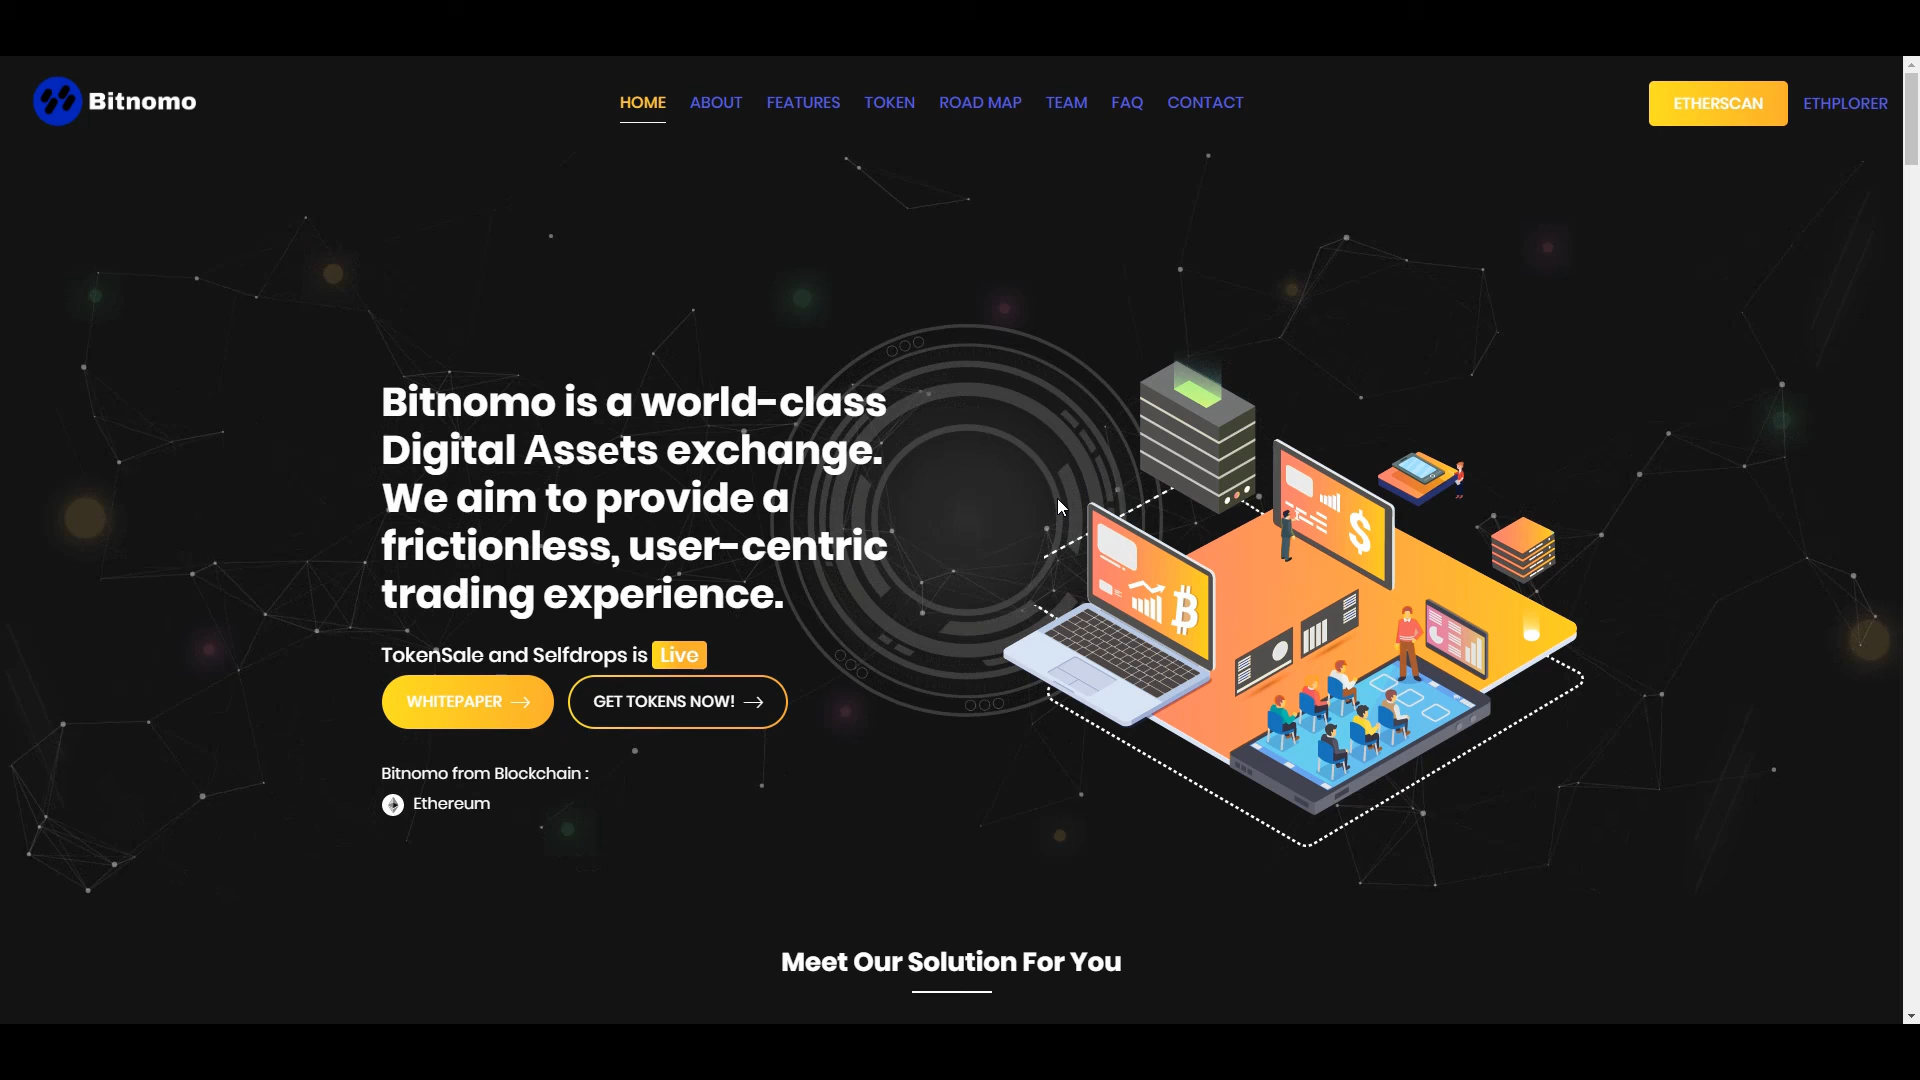 Bitnomo
HOME ABOUT FEATURES TOKEN ROAD MAP TEAM FAQ CONTACT
ETHERSCAN ETHPLORER
Bitnomo is a world-class
Digital Assets exchange.
We aim to provide a
frictionless, user-centric
trading experience.
TokenSale and Selfdrops is Live
WHITEPAPER → GET TOKENS NOW! →
Bitnomo from Blockchain :
Ethereum
Meet Our Solution For You